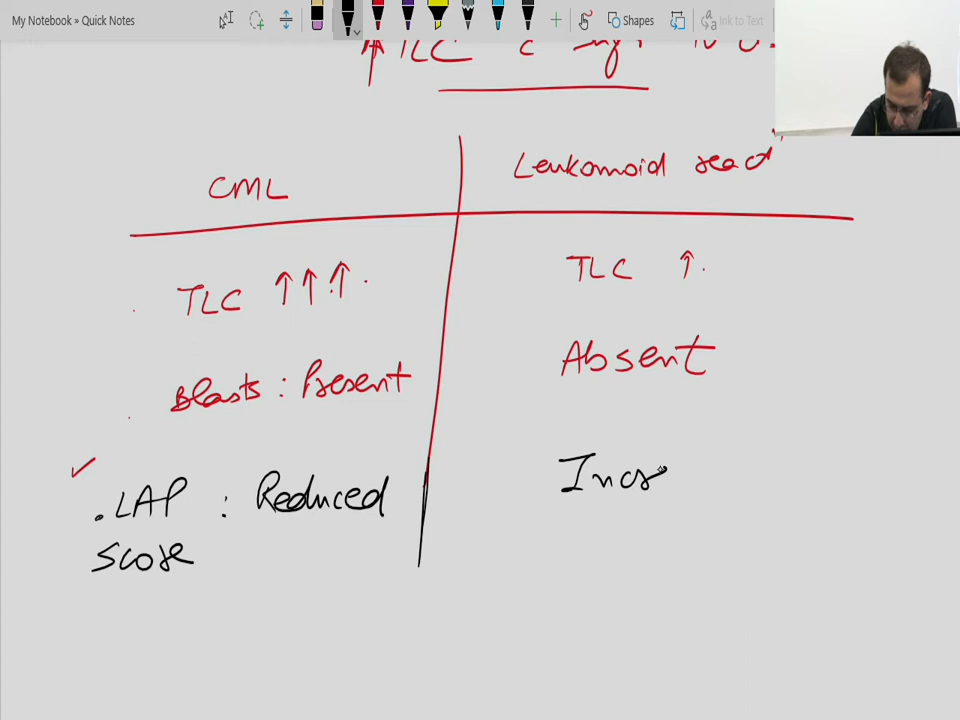 My Notebook » Quick Notes
Shapes
Ink to Text
↑ TLC
CML
Leukomoid
TLC ↑↑↑
TLC ↑
Blasts : Present
Absent
LAP : Reduced
score
Incr